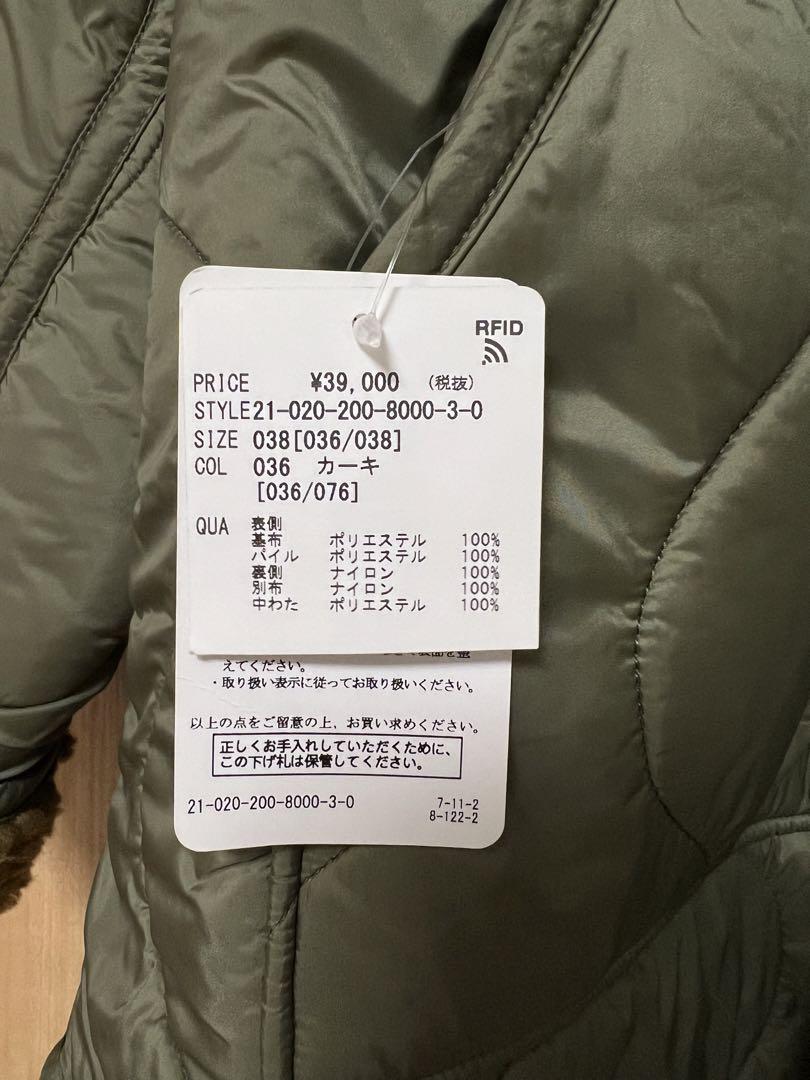 RFID
PRICE ¥39,000 (税抜)
STYLE21-020-200-8000-3-0
SIZE 038[036/038]
COL 036 カーキ
[036/076]
QUA 表側
基布 ポリエステル 100%
パイル ポリエステル 100%
裏側 ナイロン 100%
別布 ナイロン 100%
中わた ポリエステル 100%
えてください。
・取り扱い表示に従ってお取り扱いください。
以上の点をご留意の上、お買い求めください。
正しくお手入れしていただくために、
この下げ札は保管してください。
21-020-200-8000-3-0 7-11-2
8-122-2